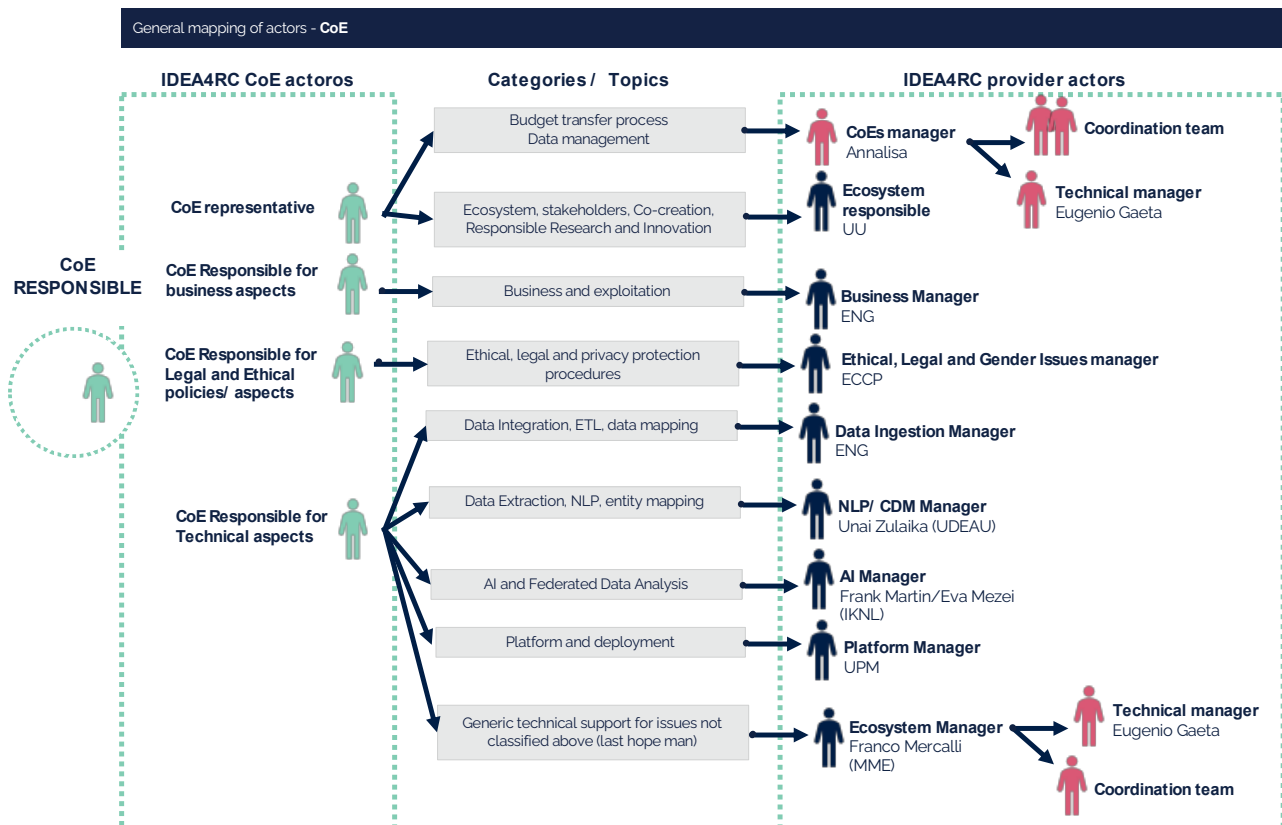 General mapping of actors - CoE
IDEA4RC CoE actoros
Categories / Topics
IDEA4RC provider actors
CoE
RESPONSIBLE
CoE representative
CoE Responsible for
business aspects
CoE Responsible for
Legal and Ethical
policies/ aspects
CoE Responsible for
Technical aspects
Budget transfer process
Data management
Ecosystem, stakeholders, Co-creation,
Responsible Research and Innovation
Business and exploitation
Ethical, legal and privacy protection
procedures
Data Integration, ETL, data mapping
Data Extraction, NLP, entity mapping
AI and Federated Data Analysis
Platform and deployment
Generic technical support for issues not
classified above (last hope man)
CoEs manager
Annalisa
Coordination team
Technical manager
Eugenio Gaeta
Ecosystem
responsible
UU
Business Manager
ENG
Ethical, Legal and Gender Issues manager
ECCP
Data Ingestion Manager
ENG
NLP/ CDM Manager
Unai Zulaika (UDEAU)
AI Manager
Frank Martin/Eva Mezei
(IKNL)
Platform Manager
UPM
Ecosystem Manager
Franco Mercalli
(MME)
Technical manager
Eugenio Gaeta
Coordination team